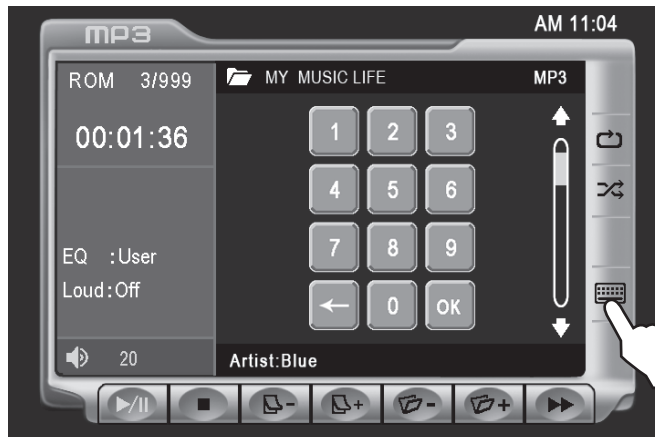 AM 11:04
MP3
ROM 3/999
MY MUSIC LIFE
MP3
00:01:36
1 2 3
4 5 6
7 8 9
← 0 OK
EQ :User
Loud:Off
20
Artist:Blue
- + - +